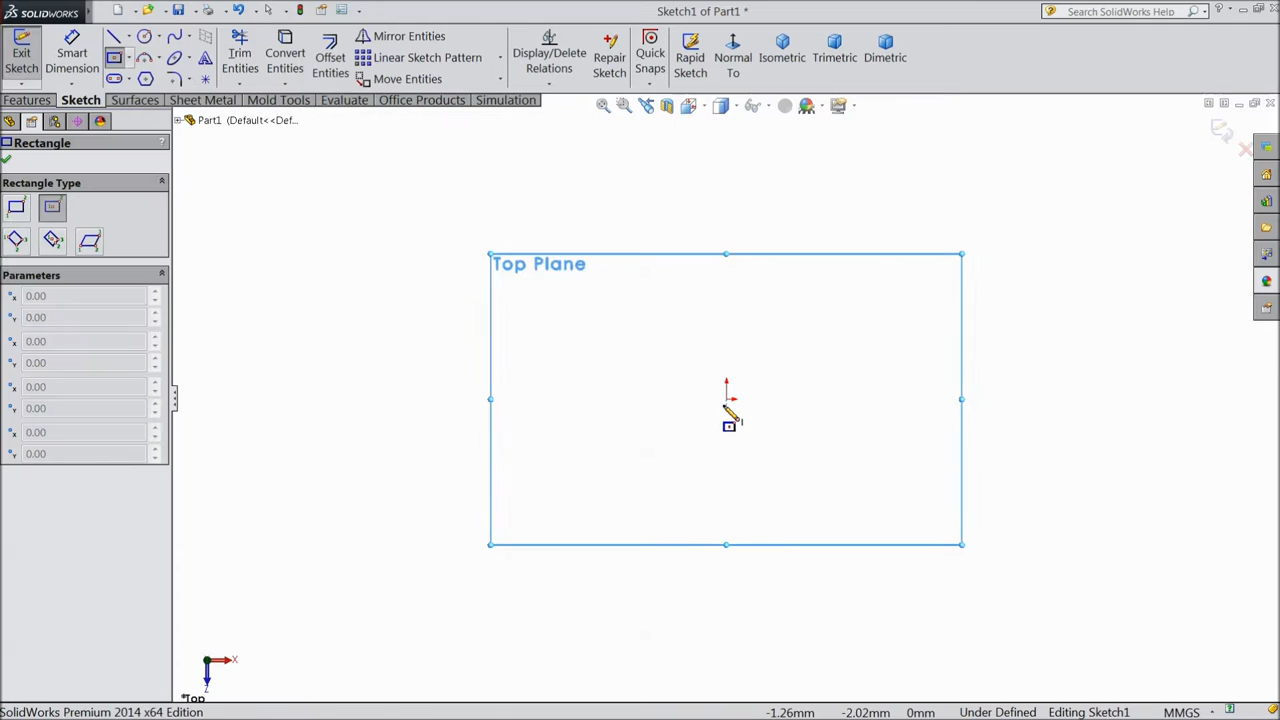 SOLIDWORKS
Sketch1 of Part1 *
Search SolidWorks Help
Exit Sketch
Smart Dimension
Trim Entities
Convert Entities
Offset Entities
Mirror Entities
Linear Sketch Pattern
Move Entities
Display/Delete Relations
Repair Sketch
Quick Snaps
Rapid Sketch
Normal To
Isometric
Trimetric
Dimetric
Features
Sketch
Surfaces
Sheet Metal
Mold Tools
Evaluate
Office Products
Simulation
Part1 (Default<<Def...
Rectangle
?
Rectangle Type
Parameters
X 0.00
Y 0.00
X 0.00
Y 0.00
X 0.00
Y 0.00
X 0.00
Y 0.00
Top Plane
X
Z
*Top
SolidWorks Premium 2014 x64 Edition
-1.26mm
-2.02mm
0mm
Under Defined
Editing Sketch1
MMGS